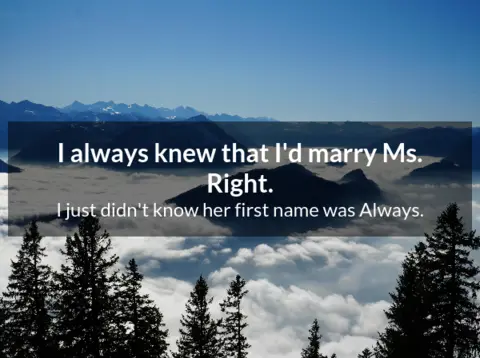 I always knew that I'd marry Ms.
Right.
I just didn't know her first name was Always.